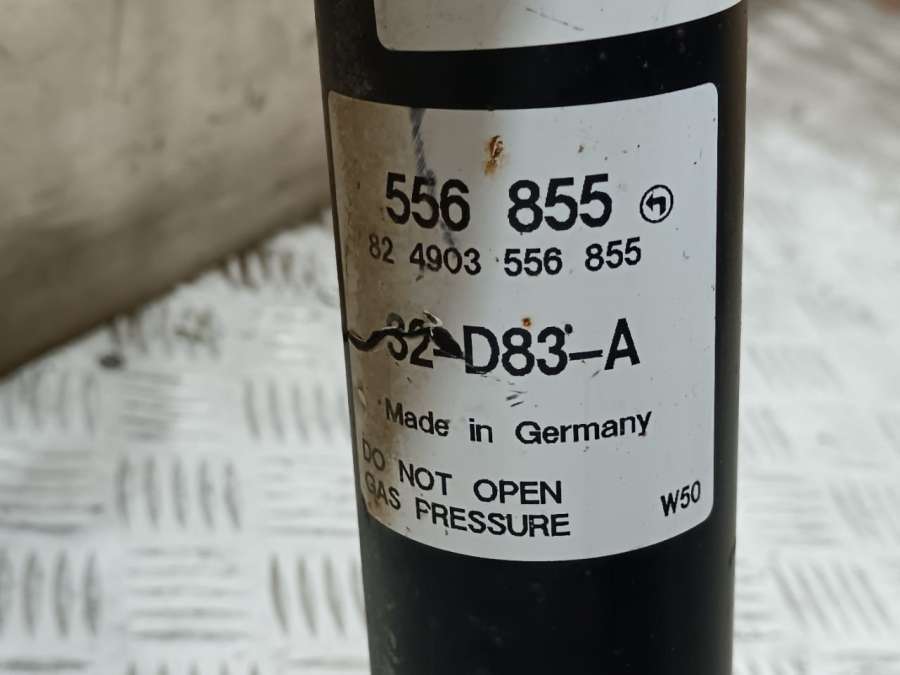 556 855
82 4903 556 855
32-D83-A
Made in Germany
DO NOT OPEN
GAS PRESSURE
W50